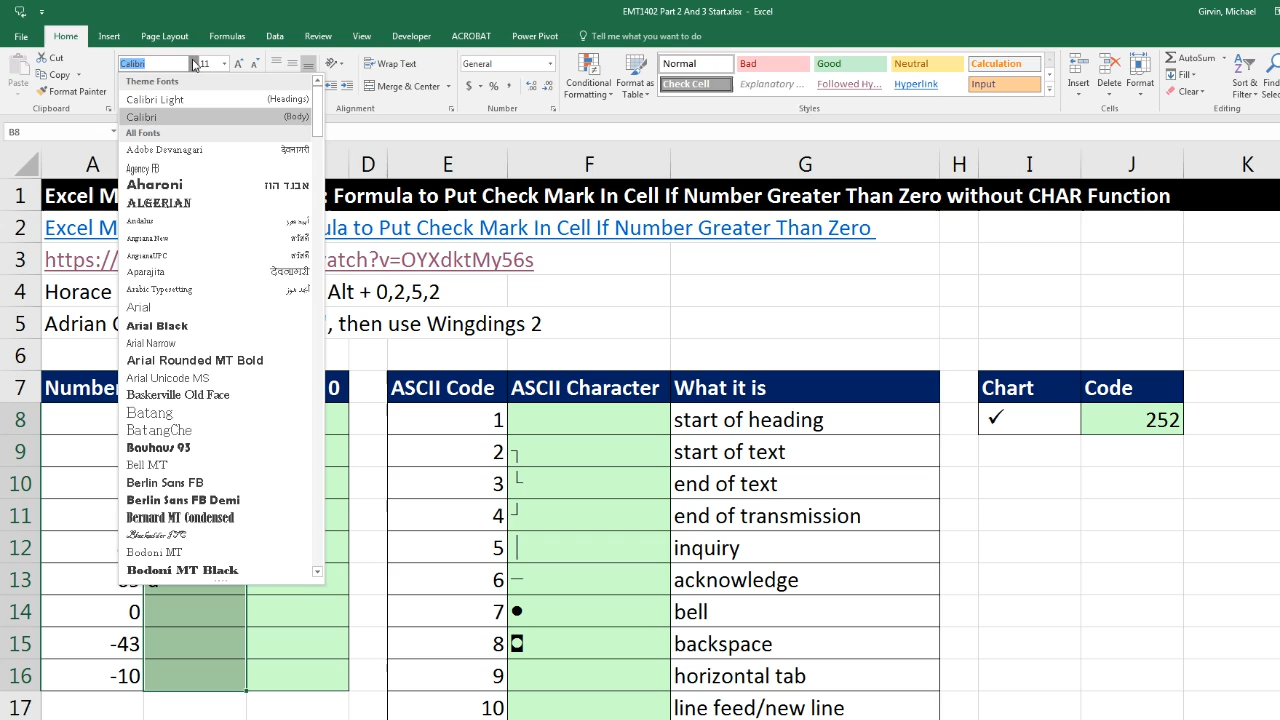 EMT1402 Part 2 And 3 Start.xlsx - Excel
Girvin, Michael
File Home Insert Page Layout Formulas Data Review View Developer ACROBAT Power Pivot Tell me what you want to do
Cut
Copy
Format Painter
Paste
Clipboard
Calibri 11
Wrap Text
Merge & Center
Alignment
General
$ % ,
Number
Conditional Formatting
Format as Table
Normal Bad Good Neutral Calculation
Check Cell Explanatory ... Followed Hy... Hyperlink Input
Styles
Insert Delete Format
Cells
AutoSum
Fill
Clear
Sort & Filter
Editing
B8
Theme Fonts
Calibri Light (Headings)
Calibri (Body)
All Fonts
Adobe Devanagari देवनागरी
Agency FB
Aharoni אבגד הוז
ALGERIAN
Andalus
Angsana New
AngsanaUPC
Aparajita देवनागरी
Arabic Typesetting
Arial
Arial Black
Arial Narrow
Arial Rounded MT Bold
Arial Unicode MS
Baskerville Old Face
Batang
BatangChe
Bauhaus 93
Bell MT
Berlin Sans FB
Berlin Sans FB Demi
Bernard MT Condensed
Blackadder ITC
Bodoni MT
Bodoni MT Black
A D E F G H I J K
1 Excel M : Formula to Put Check Mark In Cell If Number Greater Than Zero without CHAR Function
2 Excel M ula to Put Check Mark In Cell If Number Greater Than Zero
3 https:// atch?v=OYXdktMy56s
4 Horace Alt + 0,2,5,2
5 Adrian , then use Wingdings 2
6
7 Number 0 ASCII Code ASCII Character What it is Chart Code
8 1 start of heading ✓ 252
9 2 ┐ start of text
10 3 └ end of text
11 4 ┘ end of transmission
12 5 │ inquiry
13 6 ─ acknowledge
14 0 7 ● bell
15 -43 8 ◘ backspace
16 -10 9 horizontal tab
17 10 line feed/new line